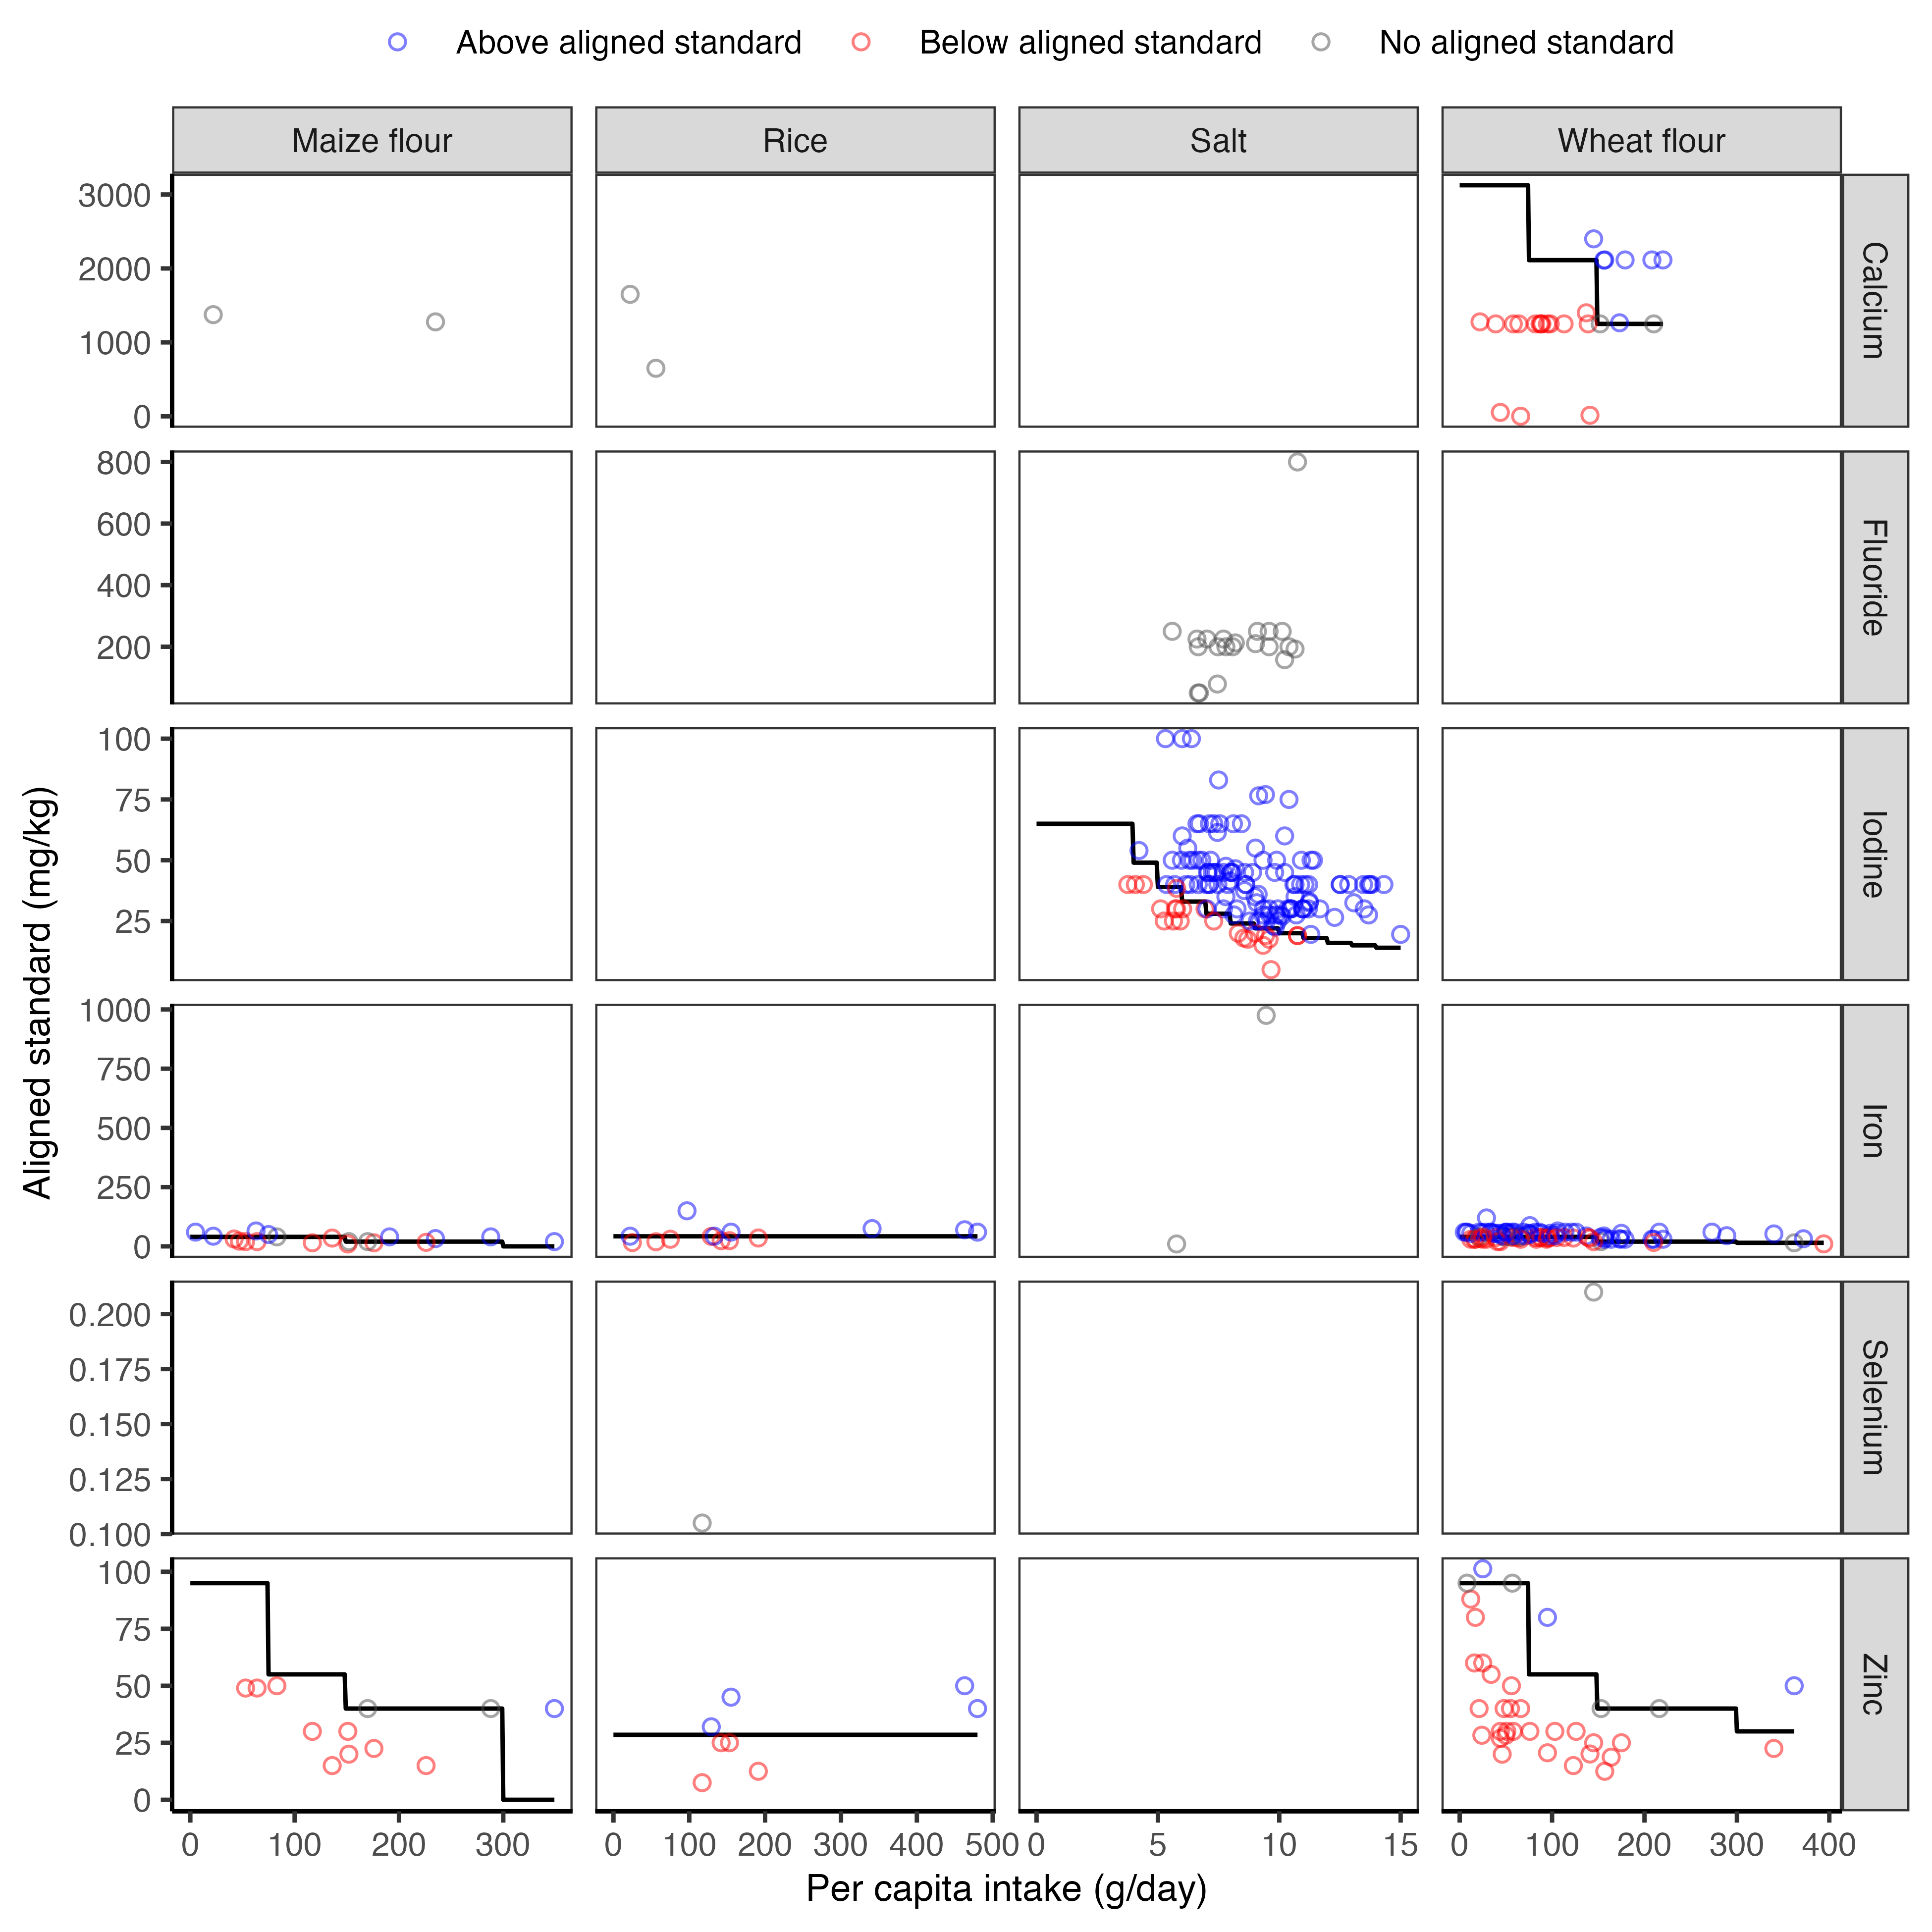 Above aligned standard Below aligned standard No aligned standard
Maize flour Rice Salt Wheat flour
3000
2000
1000
0
Calcium
800
600
400
200
Fluoride
100
75
50
25
Iodine
1000
750
500
250
0
Iron
0.200
0.175
0.150
0.125
0.100
Selenium
100
75
50
25
0
Zinc
0 100 200 300 0 100 200 300 400 500 0 5 10 15 0 100 200 300 400
Per capita intake (g/day)
Aligned standard (mg/kg)